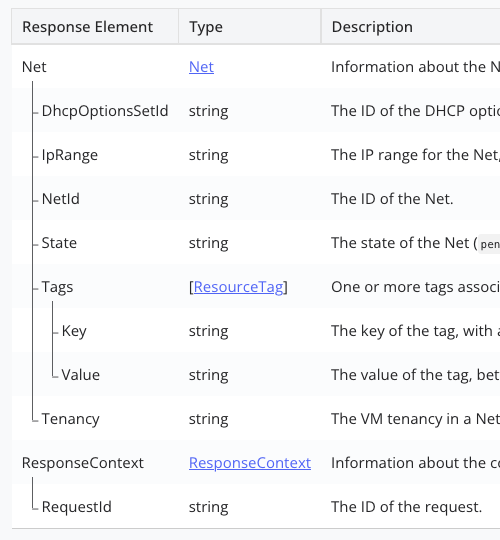 Response Element Type Description
Net Net Information about the N
DhcpOptionsSetId string The ID of the DHCP optio
IpRange string The IP range for the Net,
NetId string The ID of the Net.
State string The state of the Net (pen
Tags [ResourceTag] One or more tags associ
Key string The key of the tag, with a
Value string The value of the tag, bet
Tenancy string The VM tenancy in a Net
ResponseContext ResponseContext Information about the co
RequestId string The ID of the request.